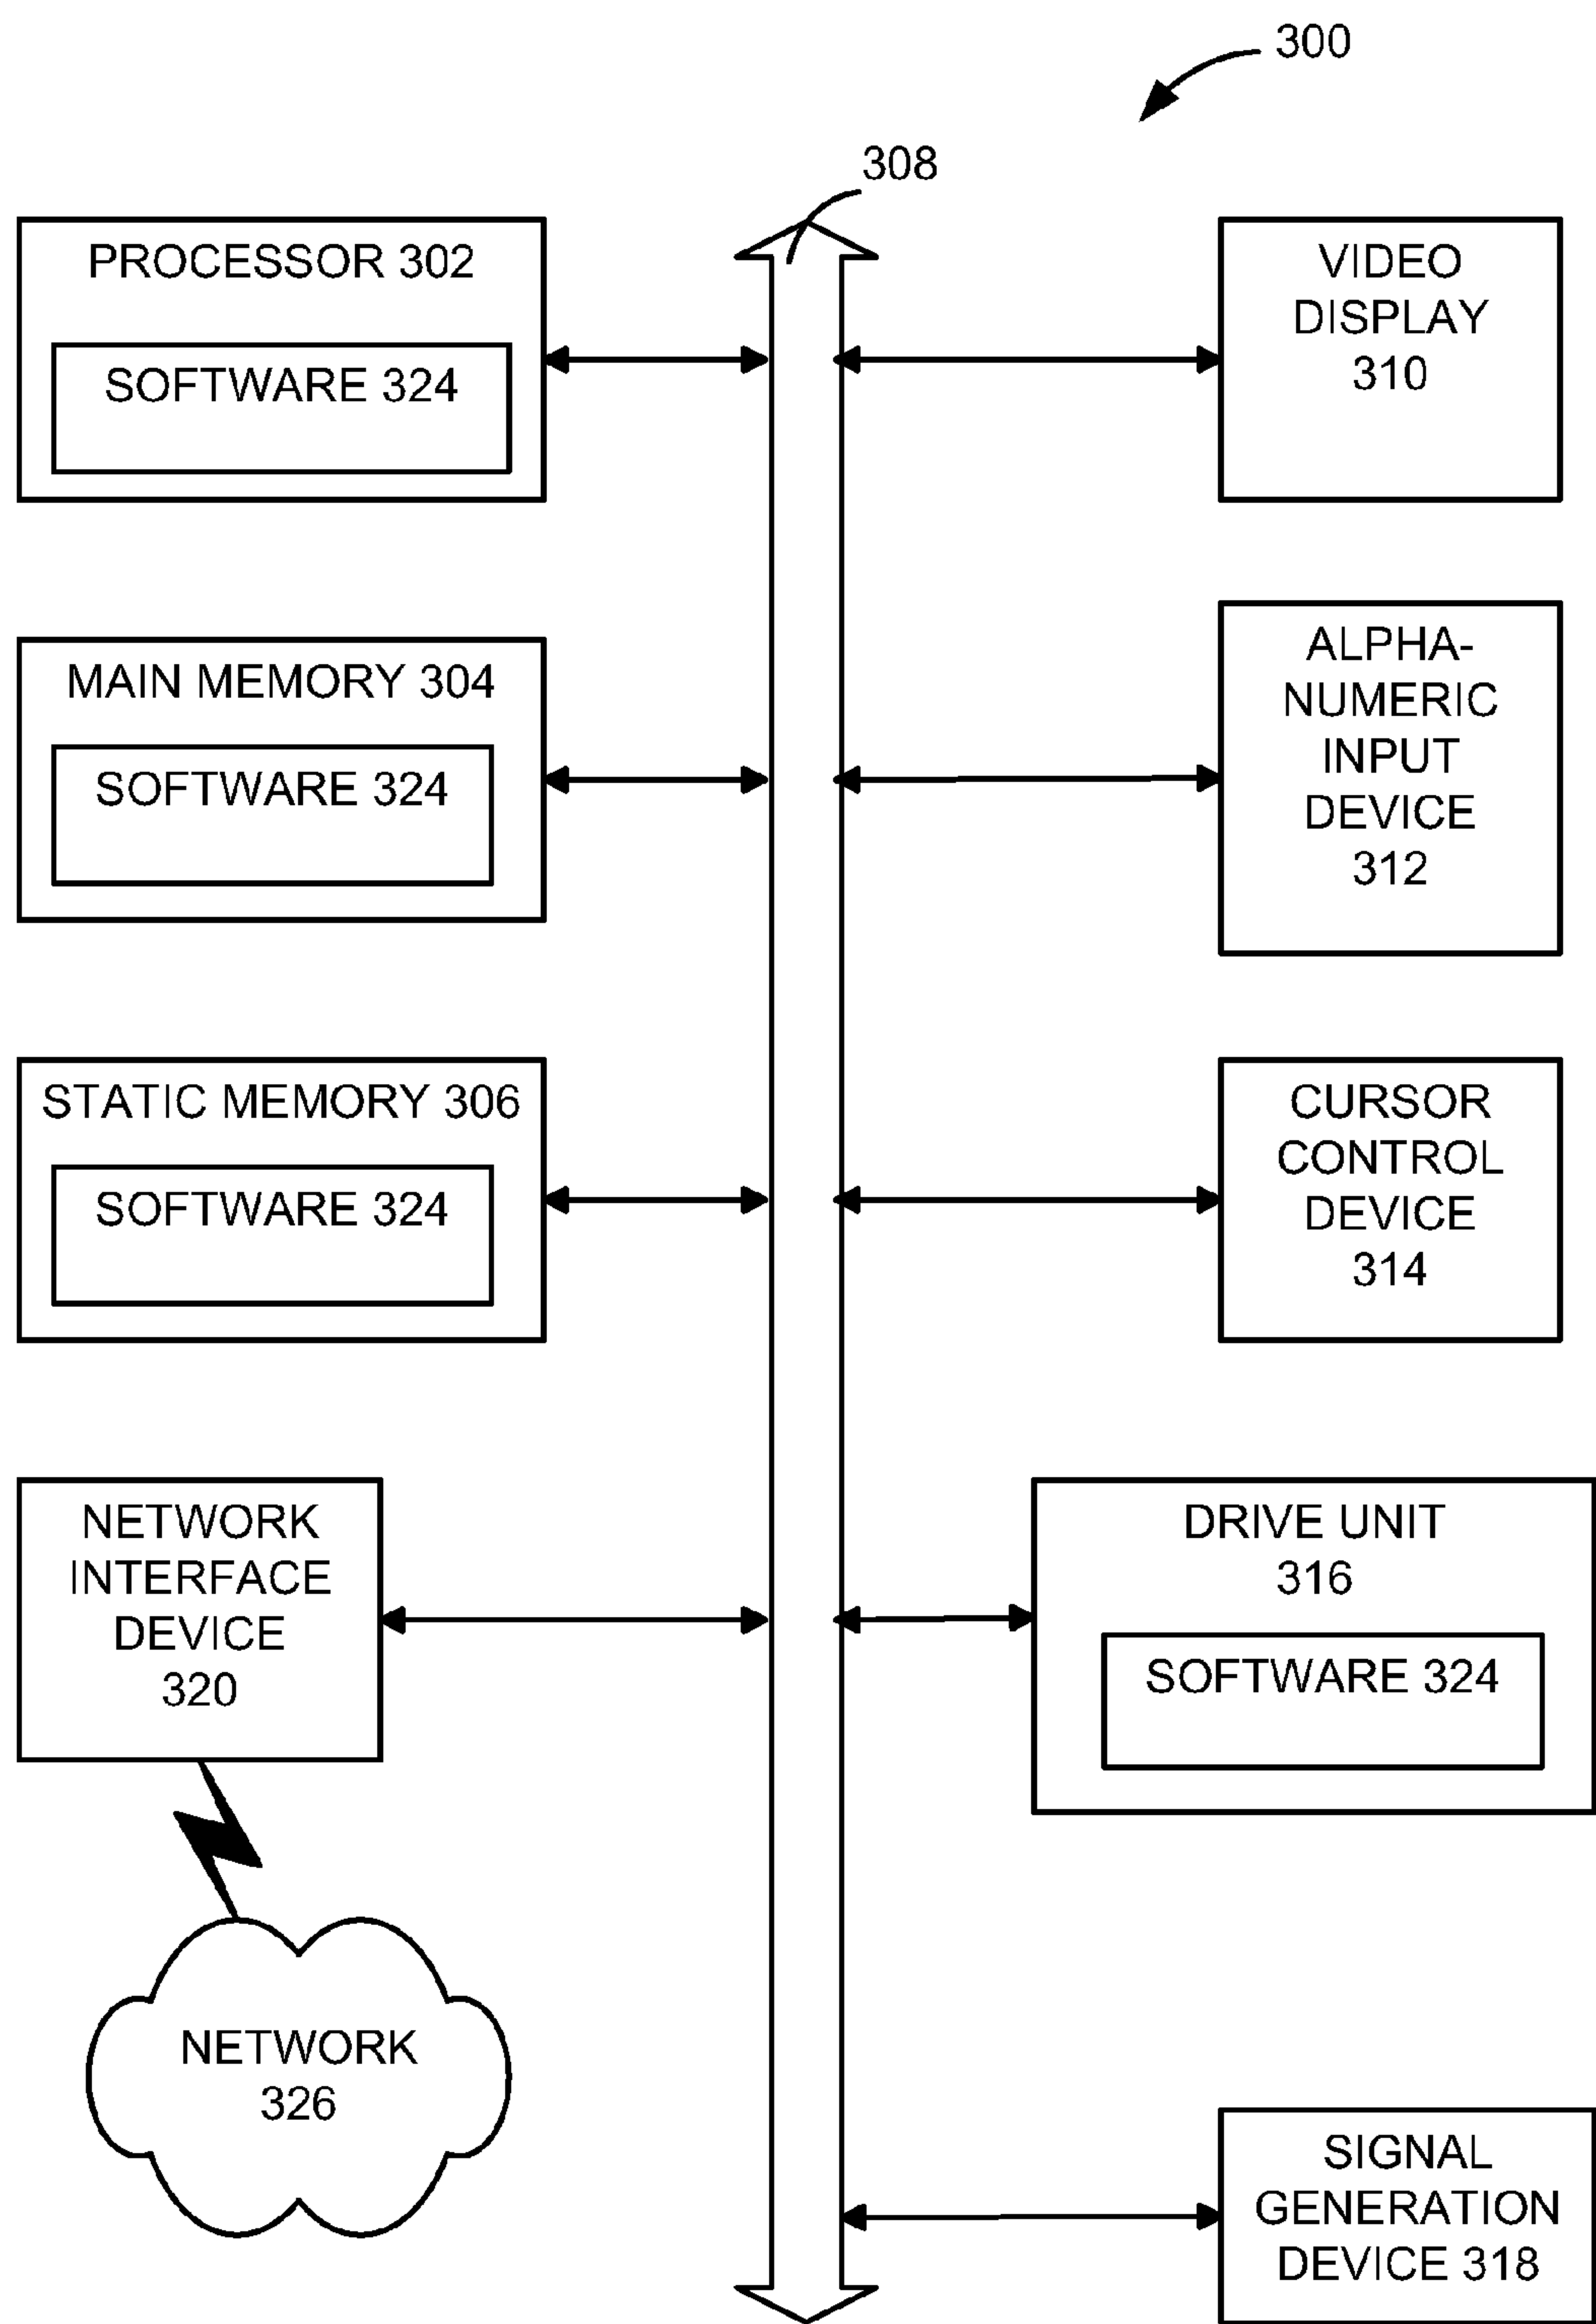 300
308
PROCESSOR 302
SOFTWARE 324
VIDEO
DISPLAY
310
MAIN MEMORY 304
SOFTWARE 324
ALPHA-
NUMERIC
INPUT
DEVICE
312
STATIC MEMORY 306
SOFTWARE 324
CURSOR
CONTROL
DEVICE
314
NETWORK
INTERFACE
DEVICE
320
DRIVE UNIT
316
SOFTWARE 324
NETWORK
326
SIGNAL
GENERATION
DEVICE 318